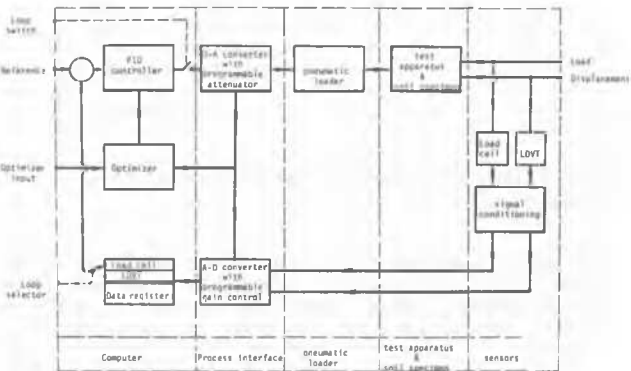 Loop
switch
Reference
PID
controller
D-A converter
with
programmable
attenuator
pneumatic
loader
test
apparatus
&
soil specimen
Load
Displacement
Load
cell
LDVT
Optimizer
input
Optimizer
signal
conditioning
Loop
selector
Load cell
LDVT
Data register
A-D converter
with
programmable
gain control
Computer
Process interface
pneumatic
loader
test apparatus
&
soil specimen
sensors